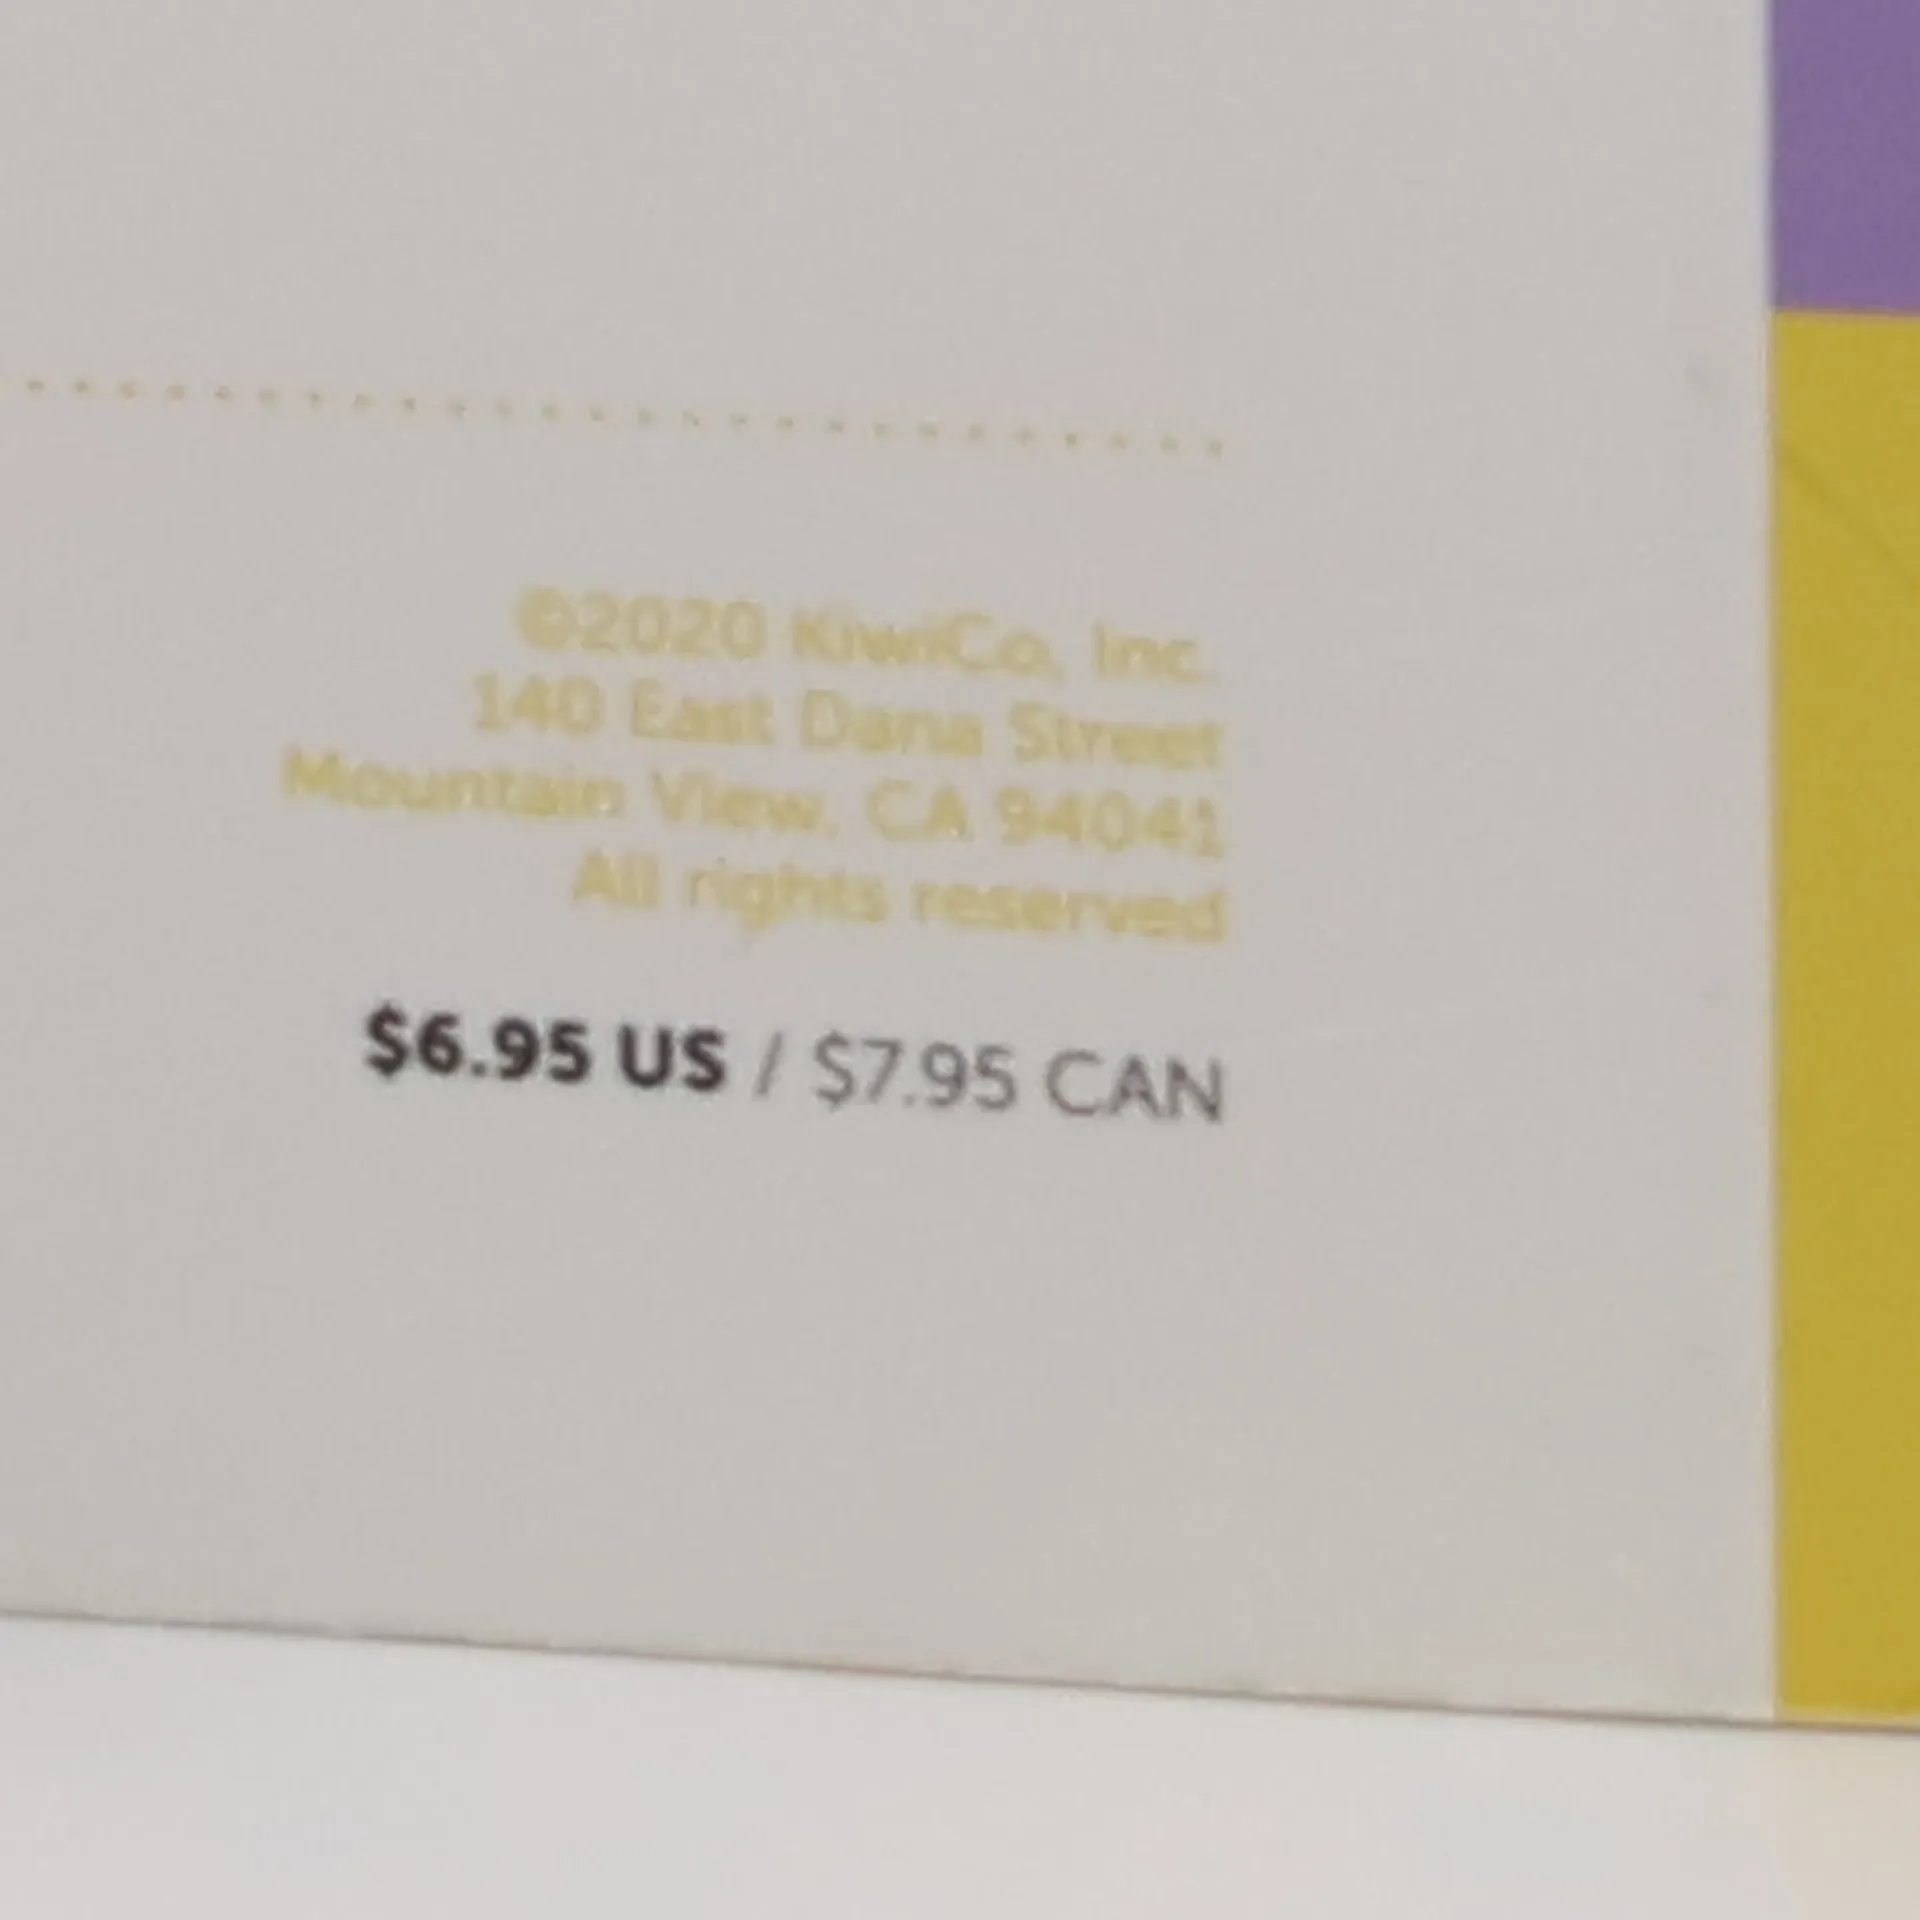 ©2020 KiwiCo, Inc.
140 East Dana Street
Mountain View, CA 94041
All rights reserved
$6.95 US / $7.95 CAN